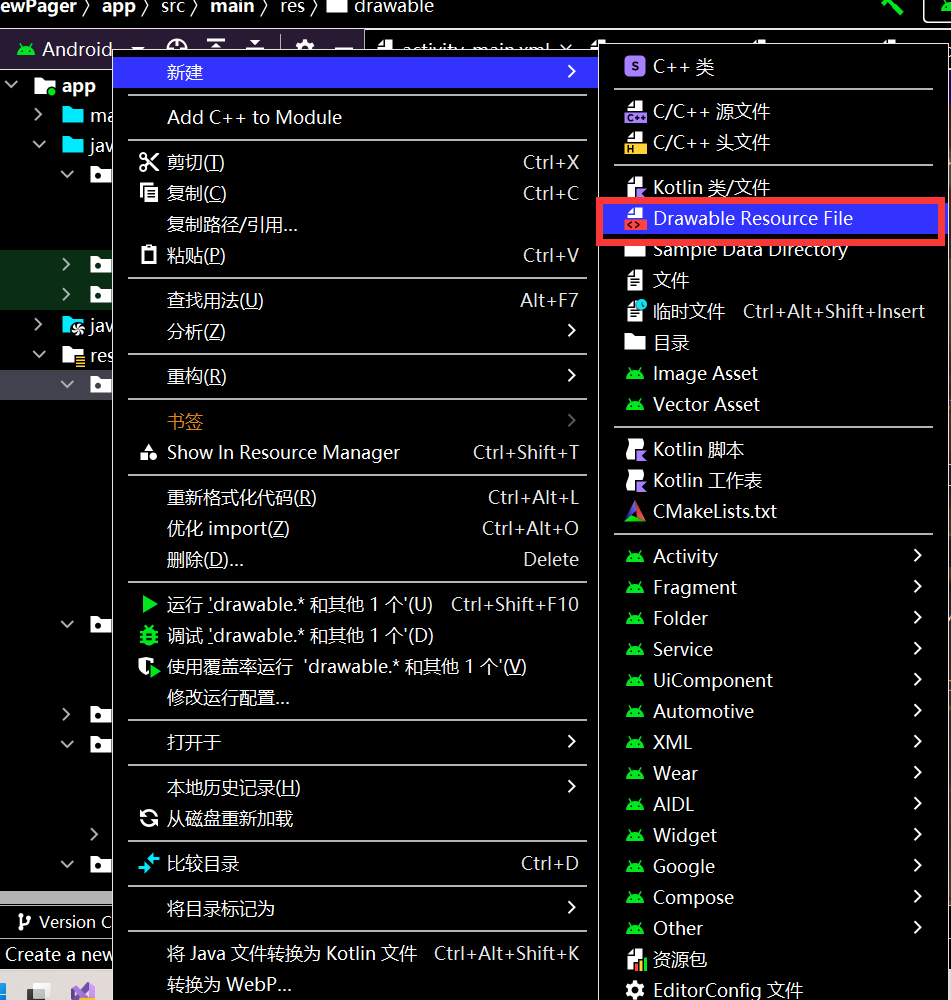 ewPager 〉 app 〉 src 〉 main 〉 res 〉 drawable
Android
activity_main.xml
app
ma
jav
jav
res
Version C
Create a new
新建
Add C++ to Module
剪切(T) Ctrl+X
复制(C) Ctrl+C
复制路径/引用...
粘贴(P) Ctrl+V
查找用法(U) Alt+F7
分析(Z)
重构(R)
书签
Show In Resource Manager Ctrl+Shift+T
重新格式化代码(R) Ctrl+Alt+L
优化 import(Z) Ctrl+Alt+O
删除(D)... Delete
运行 'drawable.* 和其他 1 个'(U) Ctrl+Shift+F10
调试 'drawable.* 和其他 1 个'(D)
使用覆盖率运行 'drawable.* 和其他 1 个'(V)
修改运行配置...
打开于
本地历史记录(H)
从磁盘重新加载
比较目录 Ctrl+D
将目录标记为
将 Java 文件转换为 Kotlin 文件 Ctrl+Alt+Shift+K
转换为 WebP...
C++ 类
C/C++ 源文件
C/C++ 头文件
Kotlin 类/文件
Drawable Resource File
Sample Data Directory
文件
临时文件 Ctrl+Alt+Shift+Insert
目录
Image Asset
Vector Asset
Kotlin 脚本
Kotlin 工作表
CMakeLists.txt
Activity
Fragment
Folder
Service
UiComponent
Automotive
XML
Wear
AIDL
Widget
Google
Compose
Other
资源包
EditorConfig 文件